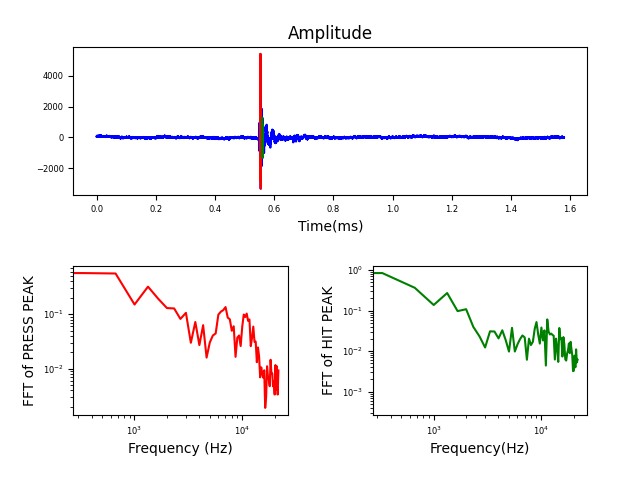 Amplitude
4000
2000
0
−2000
0.0 0.2 0.4 0.6 0.8 1.0 1.2 1.4 1.6
Time(ms)
FFT of PRESS PEAK
10⁻¹
10⁻²
10³ 10⁴
Frequency (Hz)
FFT of HIT PEAK
10⁰
10⁻¹
10⁻²
10⁻³
10³ 10⁴
Frequency(Hz)